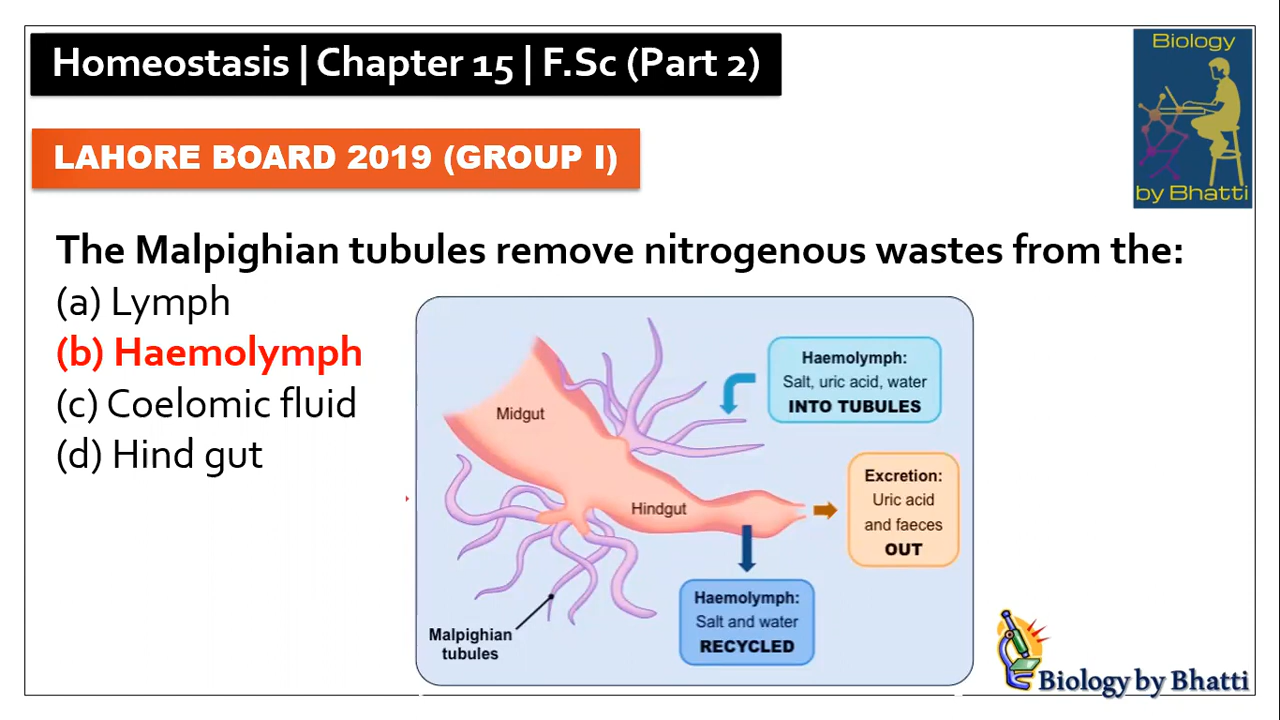 Homeostasis | Chapter 15 | F.Sc (Part 2)
Biology
by Bhatti
LAHORE BOARD 2019 (GROUP I)
The Malpighian tubules remove nitrogenous wastes from the:
(a) Lymph
(b) Haemolymph
(c) Coelomic fluid
(d) Hind gut
Midgut
Haemolymph:
Salt, uric acid, water
INTO TUBULES
Hindgut
Excretion:
Uric acid
and faeces
OUT
Haemolymph:
Salt and water
RECYCLED
Malpighian
tubules
Biology by Bhatti